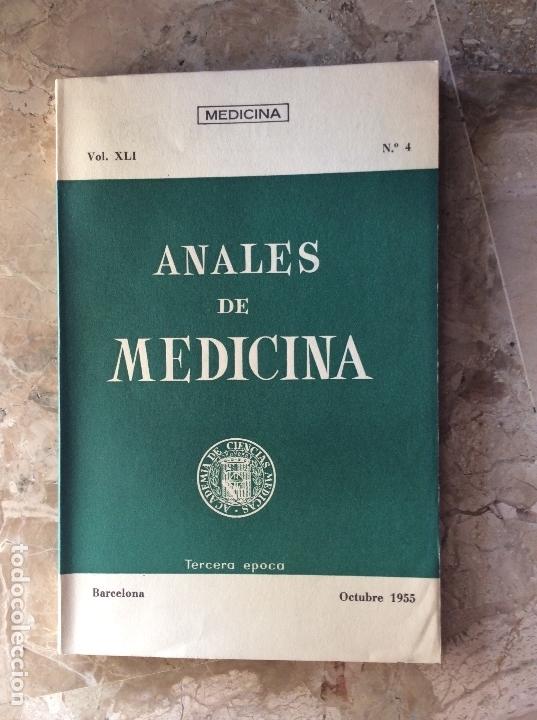 MEDICINA
Vol. XLI
N.º 4
ANALES
DE
MEDICINA
ACADEMIA DE CIENCIAS MEDICAS
Tercera epoca
Barcelona
Octubre 1955
todocoleccion